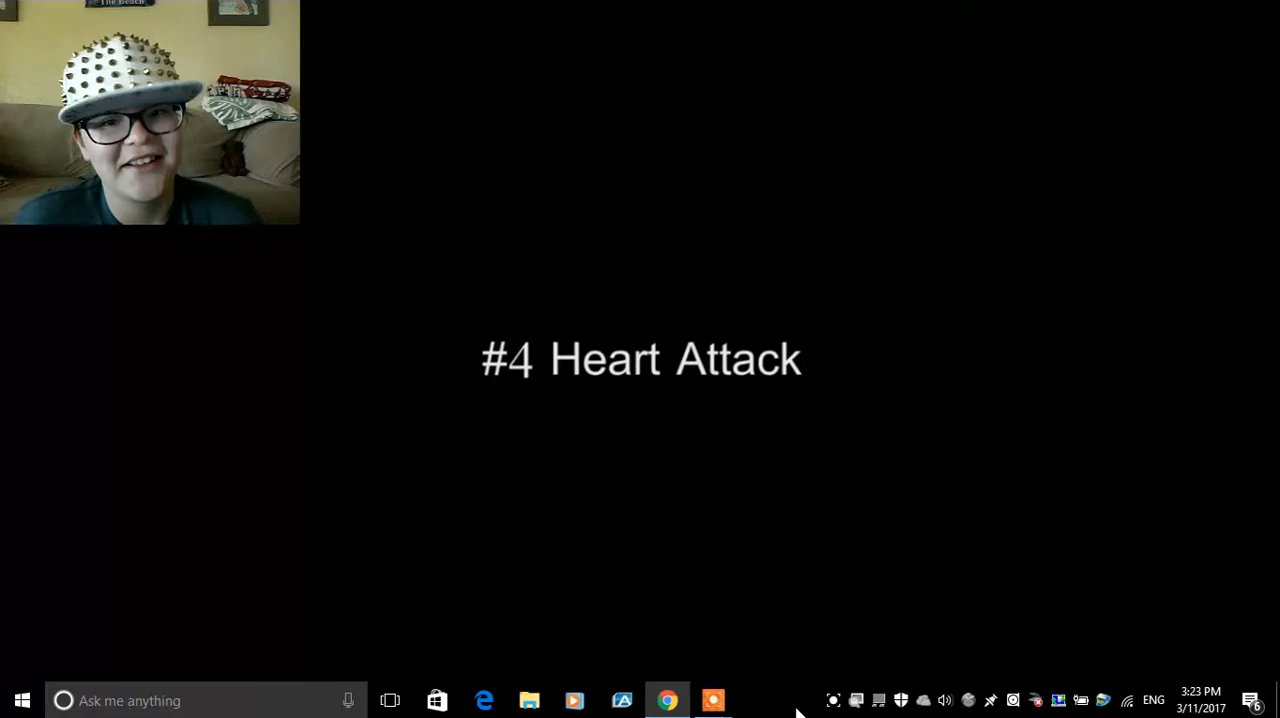 The Beach
#4 Heart Attack
Ask me anything
ENG
3:23 PM
3/11/2017
6